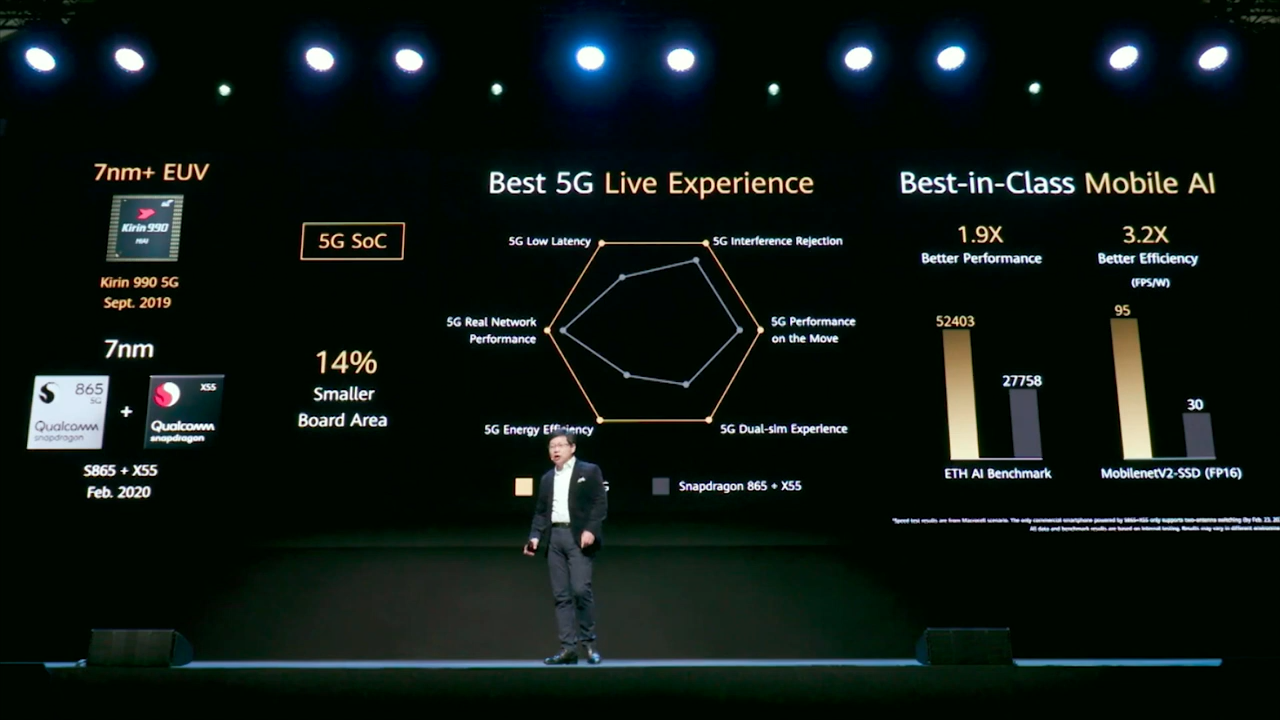 7nm+ EUV
Kirin 990
Kirin 990 5G
Sept. 2019
7nm
865
5G
Qualcomm
snapdragon
+
X55
Qualcomm
snapdragon
S865 + X55
Feb. 2020
5G SoC
14%
Smaller
Board Area
Best 5G Live Experience
5G Low Latency
5G Interference Rejection
5G Real Network
Performance
5G Performance
on the Move
5G Energy Efficiency
5G Dual-sim Experience
G
Snapdragon 865 + X55
Best-in-Class Mobile AI
1.9X
Better Performance
3.2X
Better Efficiency
(FPS/W)
52403
27758
ETH AI Benchmark
95
30
MobilenetV2-SSD (FP16)